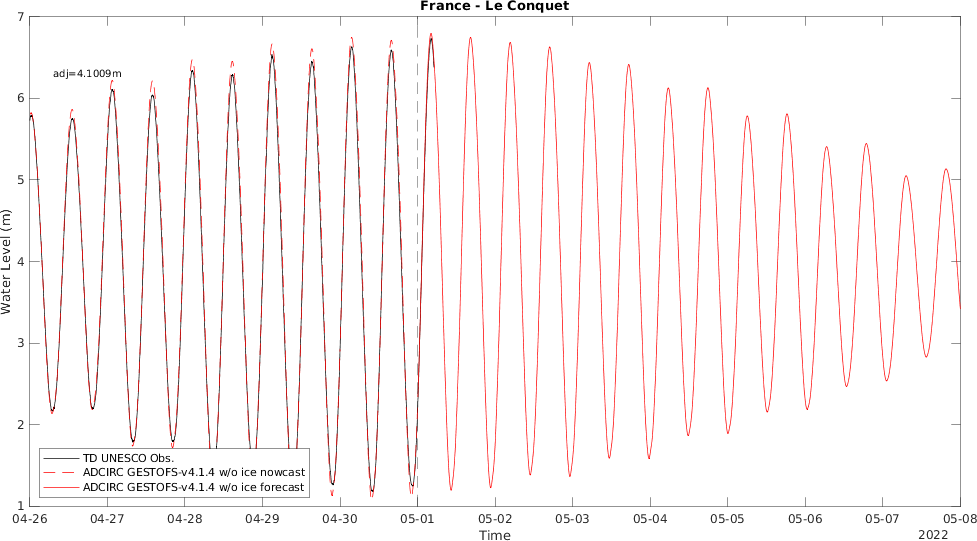 France - Le Conquet
7
adj=4.1009m
6
5
4
3
2
1
Water Level (m)
TD UNESCO Obs.
ADCIRC GESTOFS-v4.1.4 w/o ice nowcast
ADCIRC GESTOFS-v4.1.4 w/o ice forecast
04-26 04-27 04-28 04-29 04-30 05-01 05-02 05-03 05-04 05-05 05-06 05-07 05-08
Time
2022